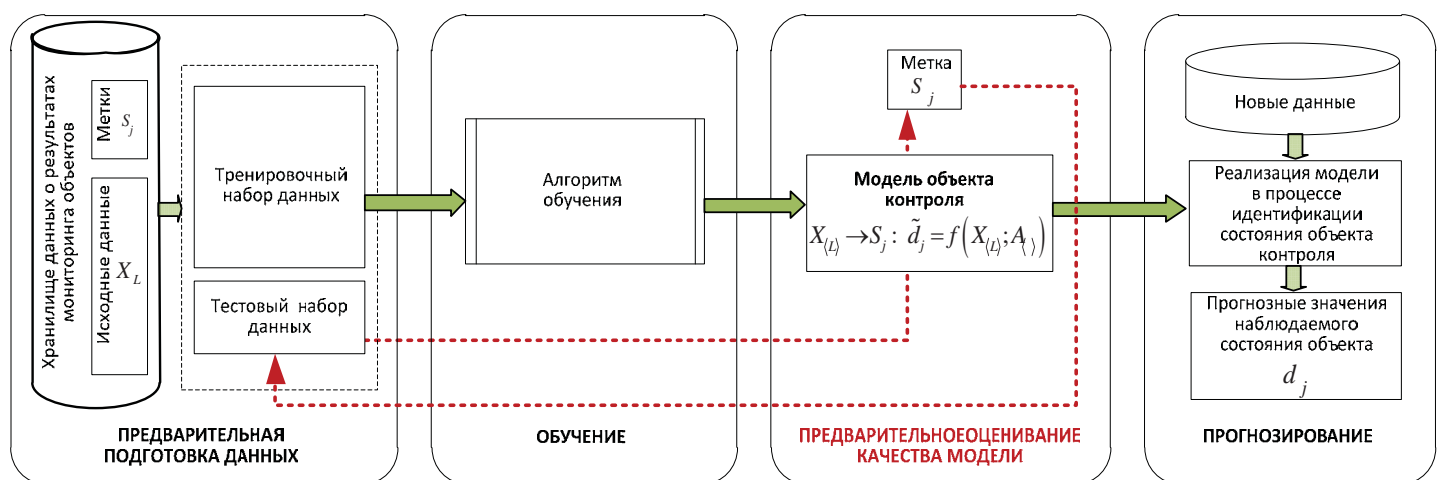 Хранилище данных о результатах
мониторинга объектов
Метки
S_j
Исходные данные
X_L
Тренировочный
набор данных
Тестовый набор
данных
ПРЕДВАРИТЕЛЬНАЯ
ПОДГОТОВКА ДАННЫХ
Алгоритм
обучения
ОБУЧЕНИЕ
Метка
S_j
Модель объекта
контроля
X_⟨L⟩ → S_j : d̃_j = f(X_⟨L⟩; A_⟨ ⟩)
ПРЕДВАРИТЕЛЬНОЕОЦЕНИВАНИЕ
КАЧЕСТВА МОДЕЛИ
Новые данные
Реализация модели
в процессе
идентификации
состояния объекта
контроля
Прогнозные значения
наблюдаемого
состояния объекта
d_j
ПРОГНОЗИРОВАНИЕ